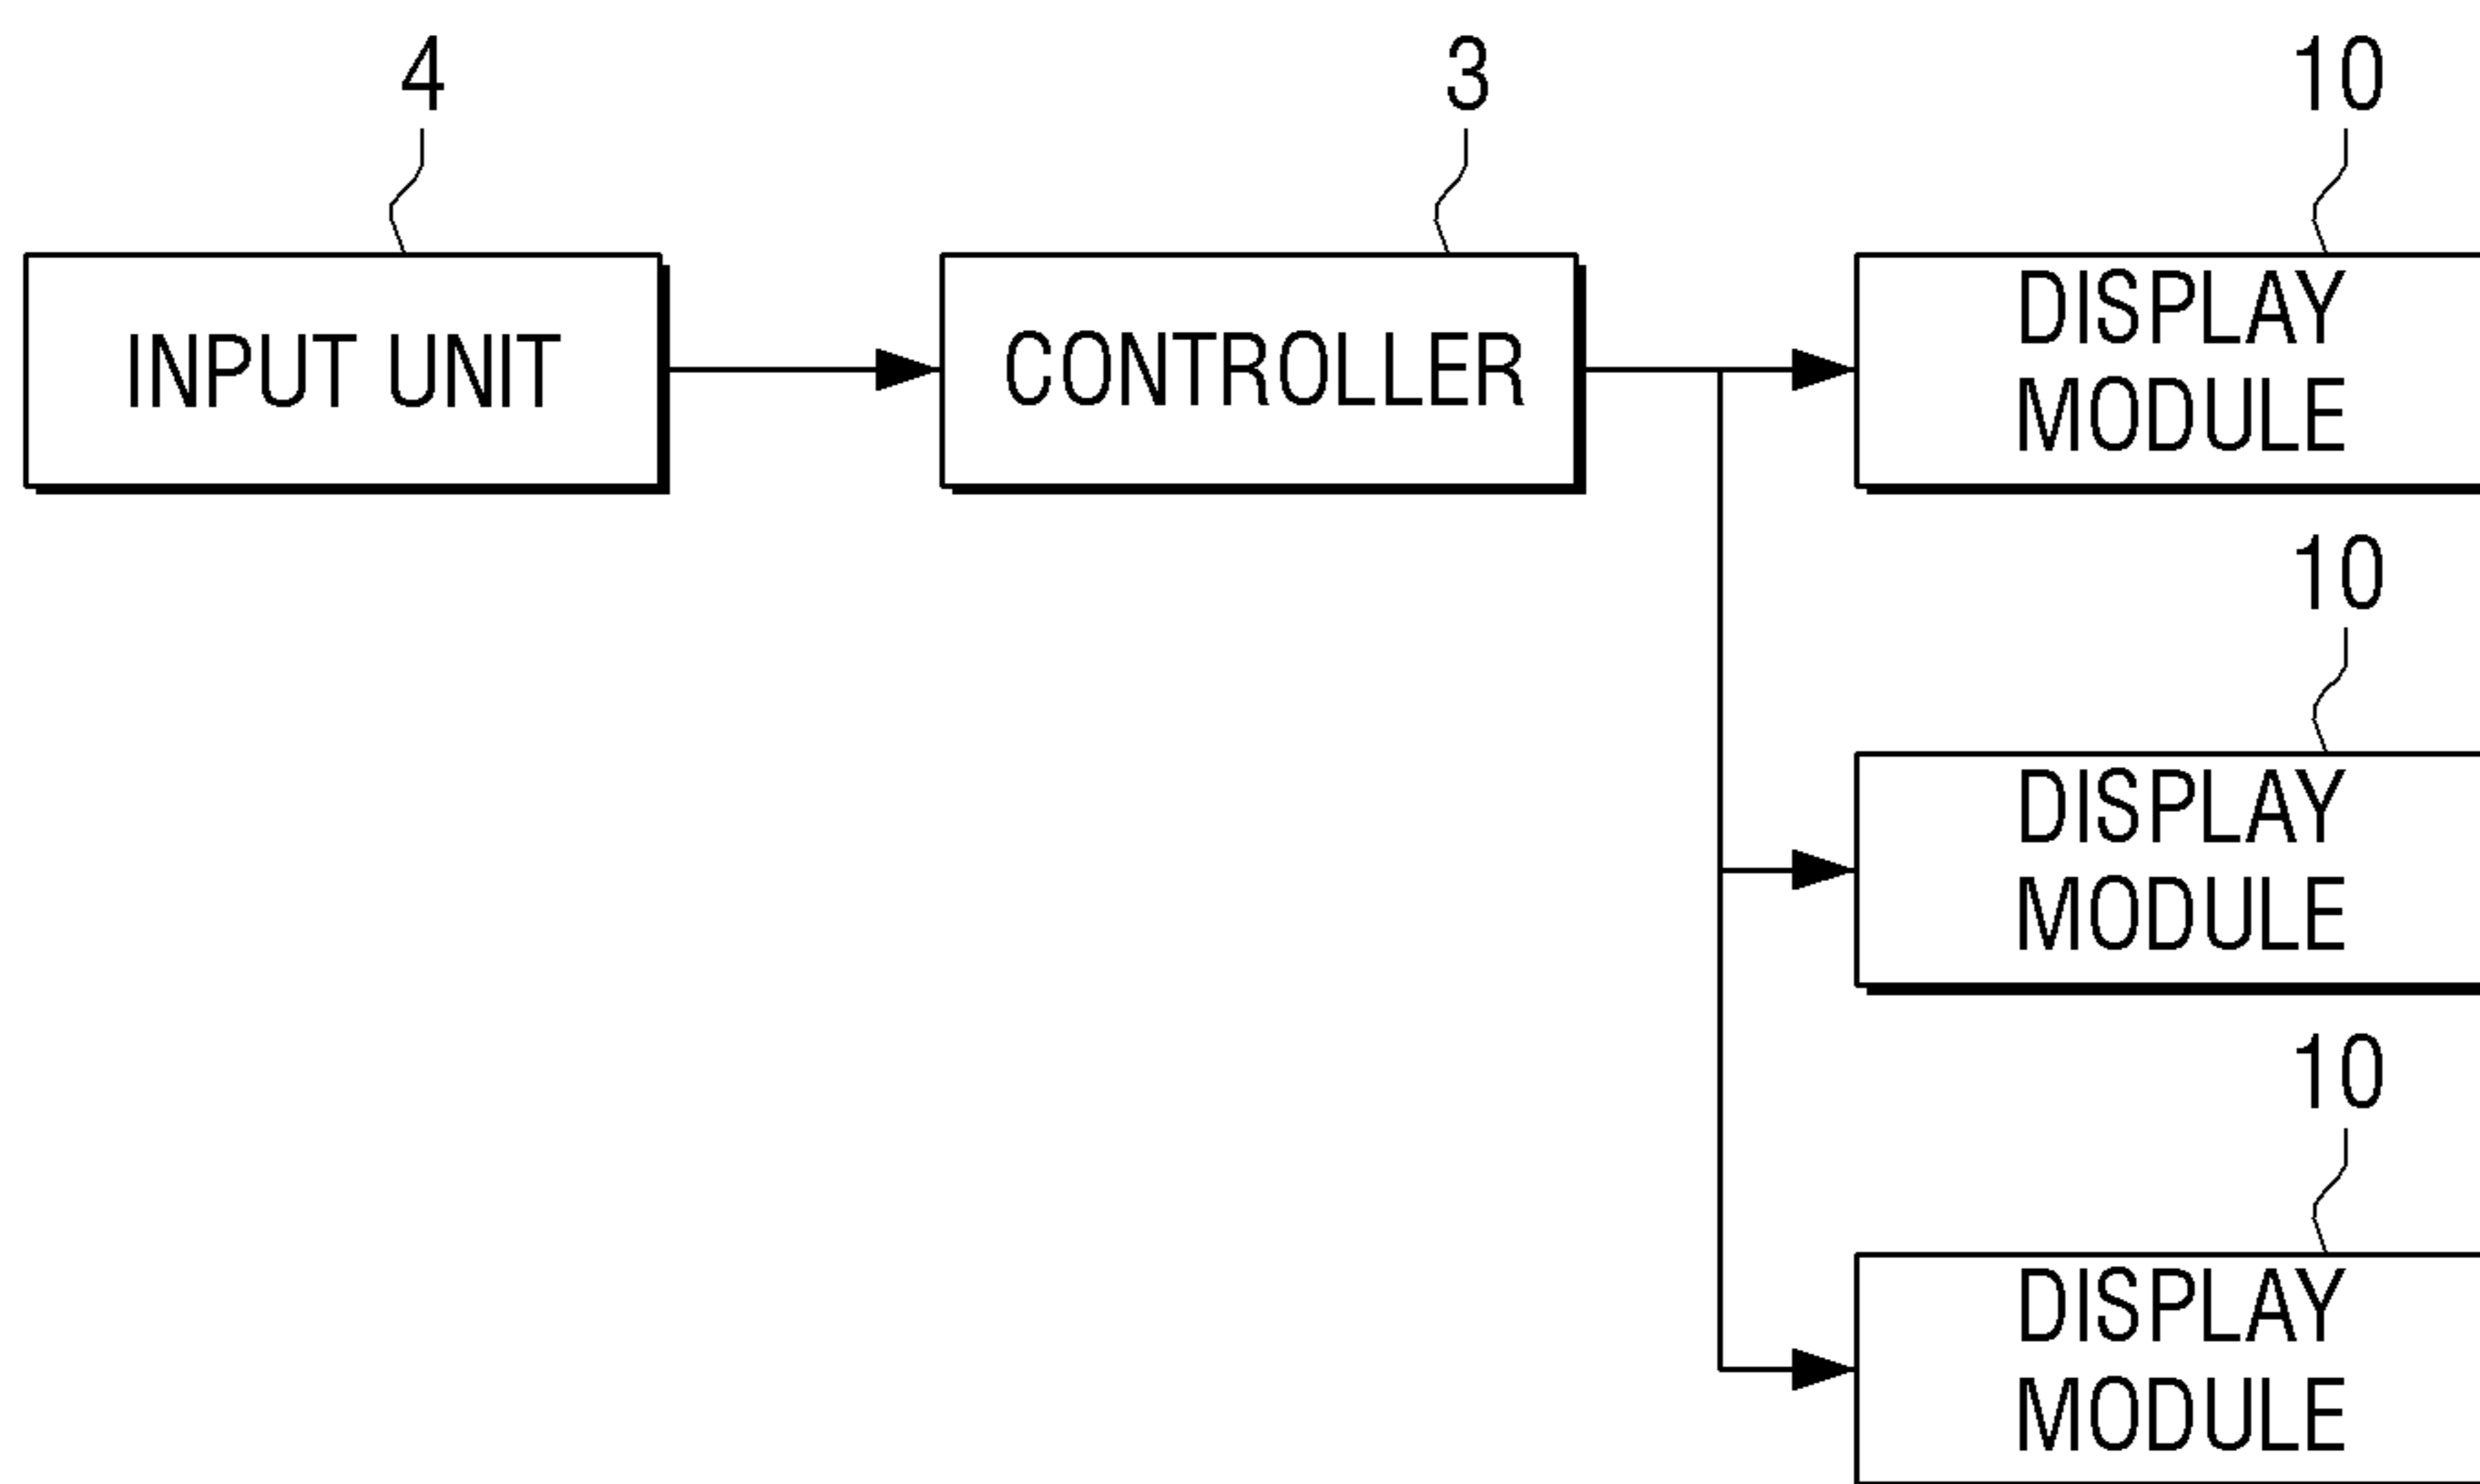 4
3
10
INPUT UNIT
CONTROLLER
DISPLAY
MODULE
10
DISPLAY
MODULE
10
DISPLAY
MODULE